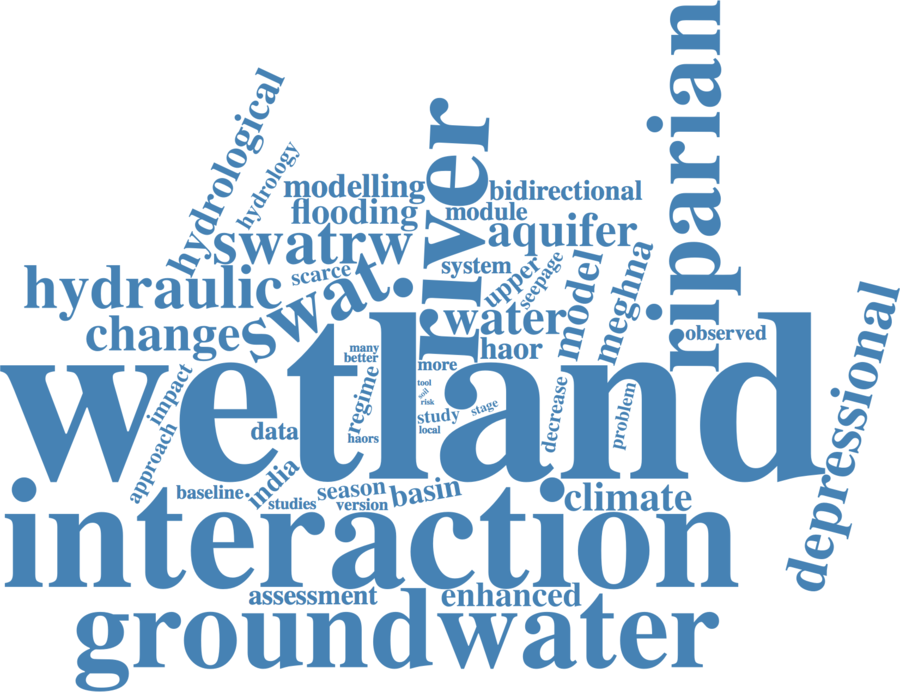 riparian
hydrological
river
hydrology
modelling
bidirectional
flooding
module
swatrw
aquifer
scarce
system
hydraulic
swat
upper
seepage
model
meghna
water
changes
observed
many
better
haor
wetland
more
impact
regime
tool
soil
risk
stage
study
local
decrease
problem
depressional
data
haors
approach
india
baseline
studies
season
version
basin
climate
interaction
assessment
enhanced
groundwater